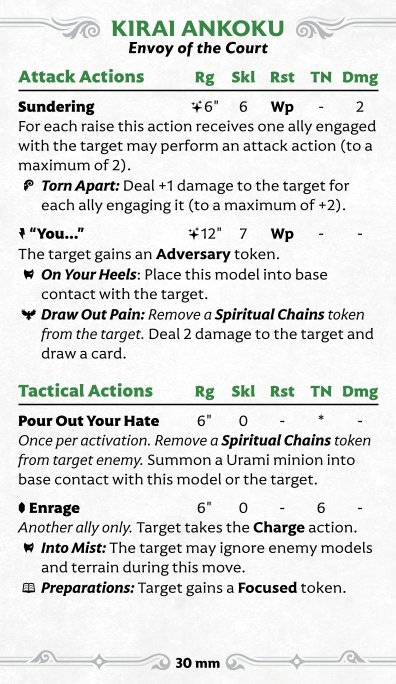 KIRAI ANKOKU
Envoy of the Court
Attack Actions Rg Skl Rst TN Dmg
Sundering 6" 6 Wp - 2
For each raise this action receives one ally engaged
with the target may perform an attack action (to a
maximum of 2).
Torn Apart: Deal +1 damage to the target for
each ally engaging it (to a maximum of +2).
“You...” 12" 7 Wp - -
The target gains an Adversary token.
On Your Heels: Place this model into base
contact with the target.
Draw Out Pain: Remove a Spiritual Chains token
from the target. Deal 2 damage to the target and
draw a card.
Tactical Actions Rg Skl Rst TN Dmg
Pour Out Your Hate 6" 0 - * -
Once per activation. Remove a Spiritual Chains token
from target enemy. Summon a Urami minion into
base contact with this model or the target.
Enrage 6" 0 - 6 -
Another ally only. Target takes the Charge action.
Into Mist: The target may ignore enemy models
and terrain during this move.
Preparations: Target gains a Focused token.
30 mm